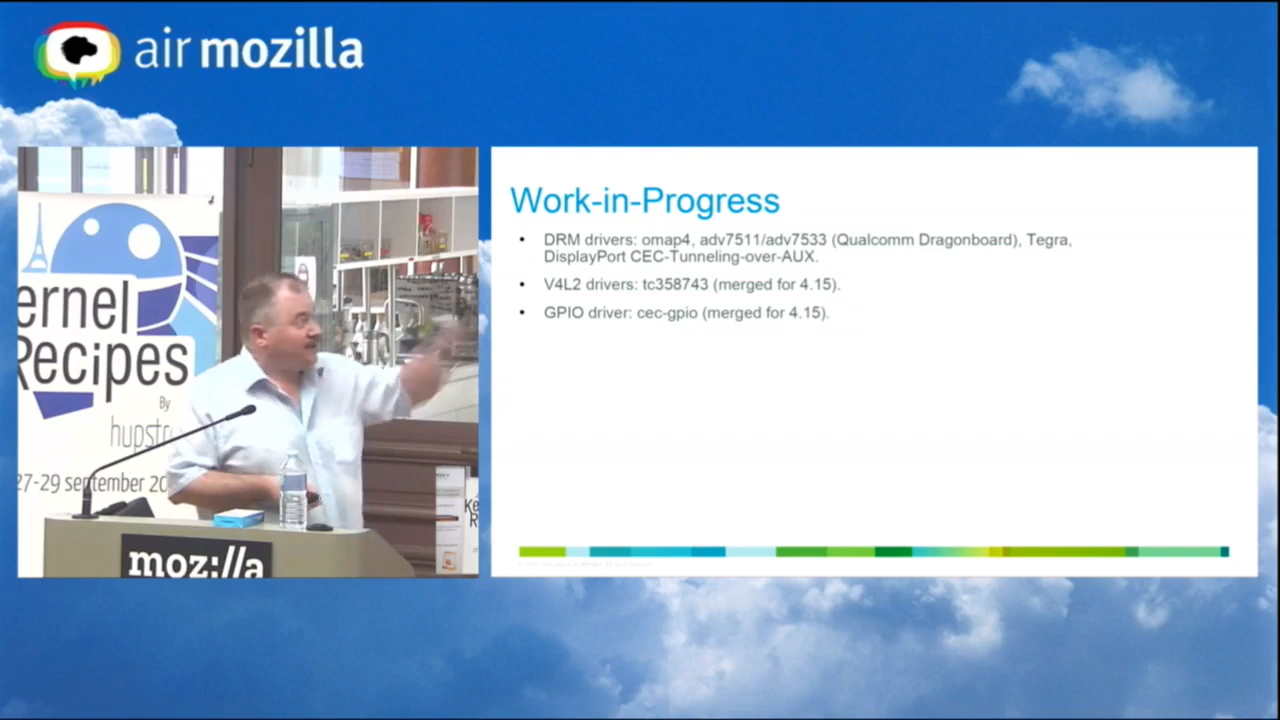 air mozilla
ernel
Recipes
By
27-29 september 20
moz://a
Work-in-Progress
• DRM drivers: omap4, adv7511/adv7533 (Qualcomm Dragonboard), Tegra,
DisplayPort CEC-Tunneling-over-AUX.
• V4L2 drivers: tc358743 (merged for 4.15).
• GPIO driver: cec-gpio (merged for 4.15).